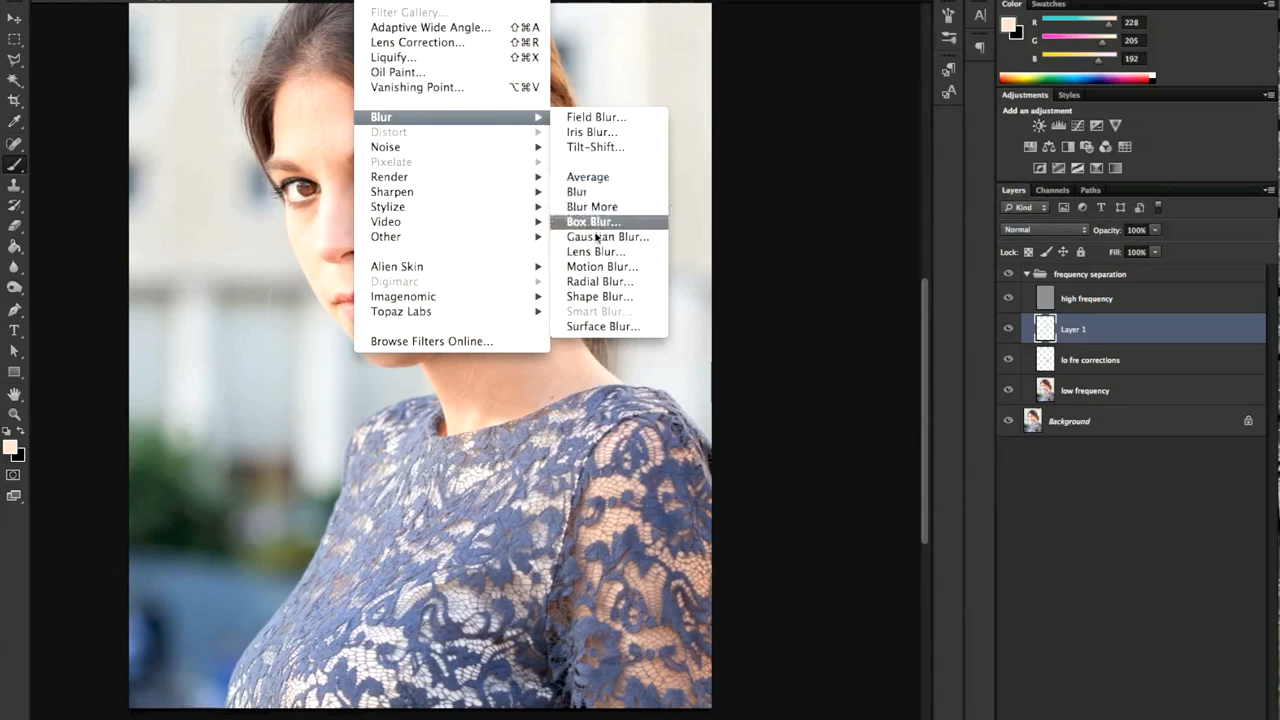 Filter Gallery...
Adaptive Wide Angle... ⇧⌘A
Lens Correction... ⇧⌘R
Liquify... ⇧⌘X
Oil Paint...
Vanishing Point... ⌥⌘V
Blur
Distort
Noise
Pixelate
Render
Sharpen
Stylize
Video
Other
Alien Skin
Digimarc
Imagenomic
Topaz Labs
Browse Filters Online...
Field Blur...
Iris Blur...
Tilt-Shift...
Average
Blur
Blur More
Box Blur...
Gaussian Blur...
Lens Blur...
Motion Blur...
Radial Blur...
Shape Blur...
Smart Blur...
Surface Blur...
Color Swatches
R 228
G 205
B 192
Adjustments Styles
Add an adjustment
Layers Channels Paths
Kind
Normal Opacity: 100%
Lock: Fill: 100%
frequency separation
high frequency
Layer 1
lo fre corrections
low frequency
Background